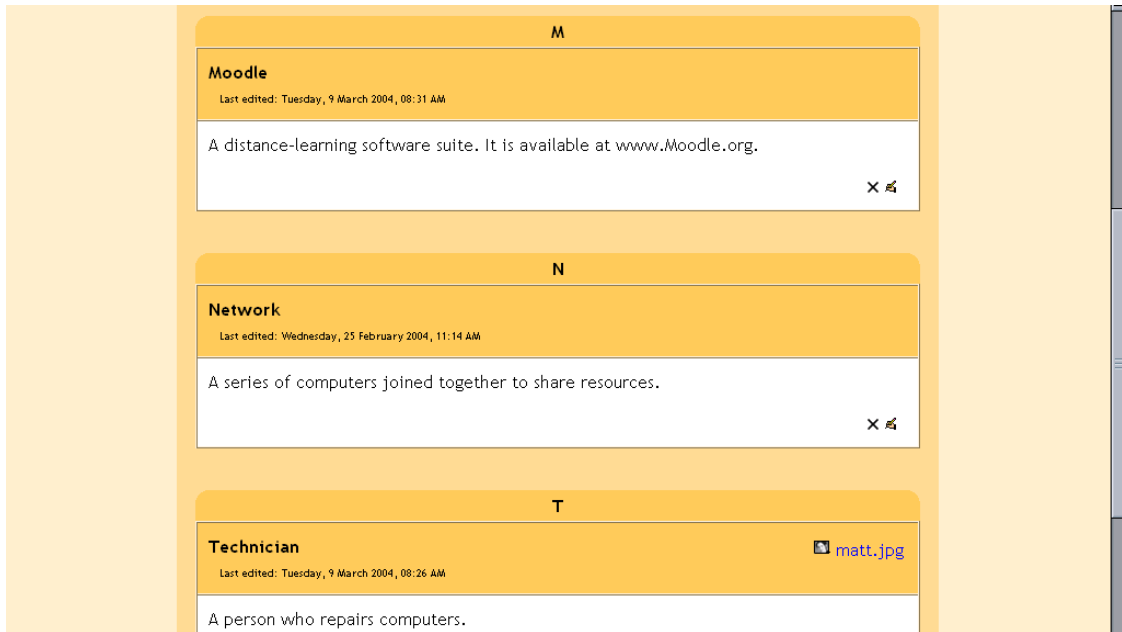 M
Moodle
Last edited: Tuesday, 9 March 2004, 08:31 AM
A distance-learning software suite. It is available at www.Moodle.org.
N
Network
Last edited: Wednesday, 25 February 2004, 11:14 AM
A series of computers joined together to share resources.
T
Technician
matt.jpg
Last edited: Tuesday, 9 March 2004, 08:26 AM
A person who repairs computers.